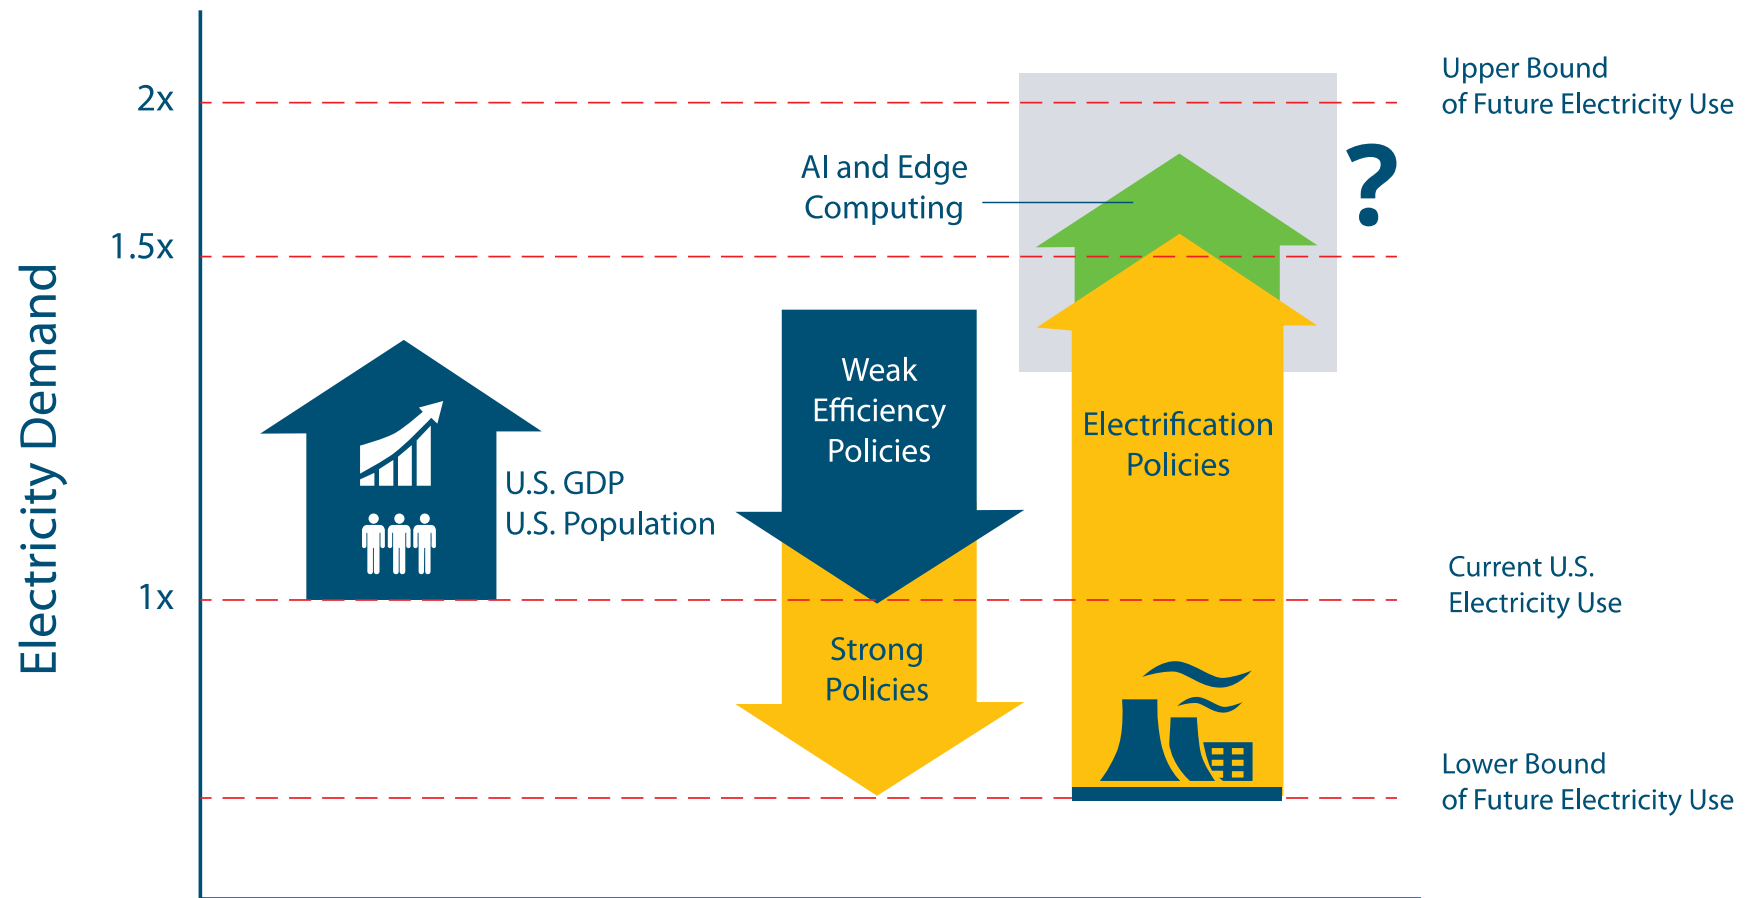 Electricity Demand
2x
1.5x
1x
U.S. GDP
U.S. Population
Weak
Efficiency
Policies
Strong
Policies
AI and Edge
Computing
Electrification
Policies
?
Upper Bound
of Future Electricity Use
Current U.S.
Electricity Use
Lower Bound
of Future Electricity Use